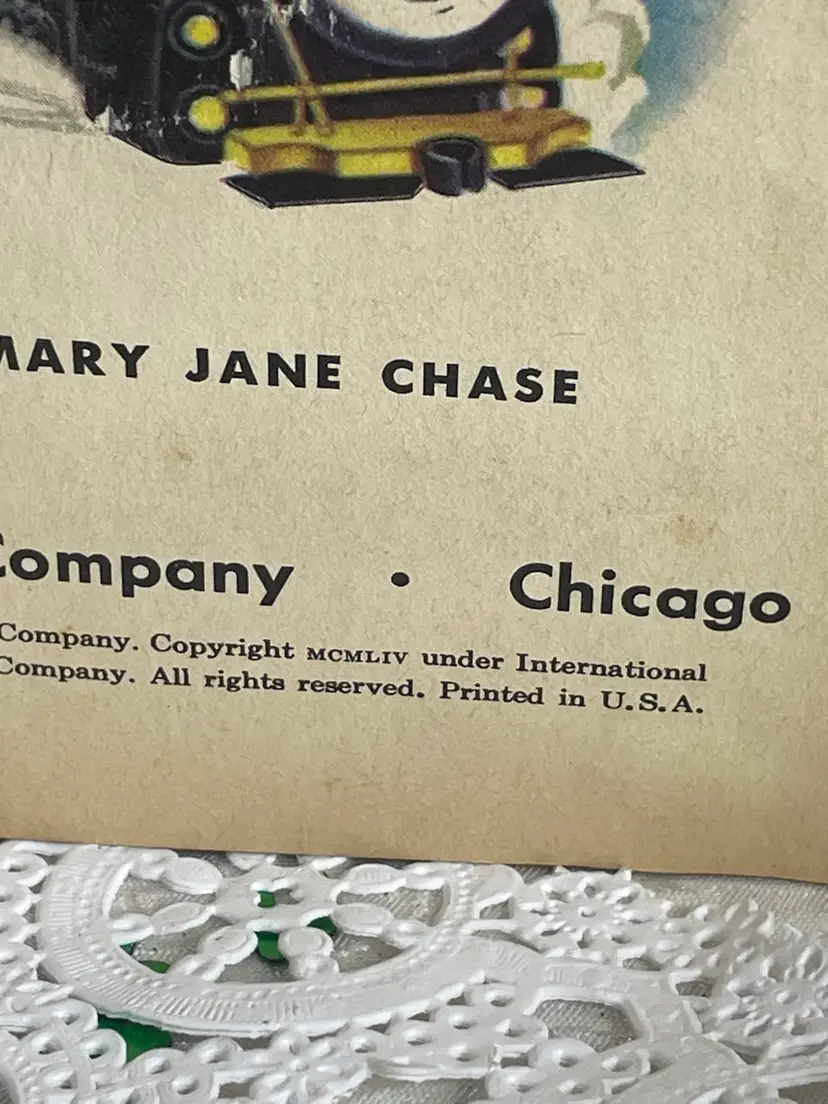 MARY JANE CHASE
Company • Chicago
Company. Copyright MCMLIV under International
Company. All rights reserved. Printed in U.S.A.